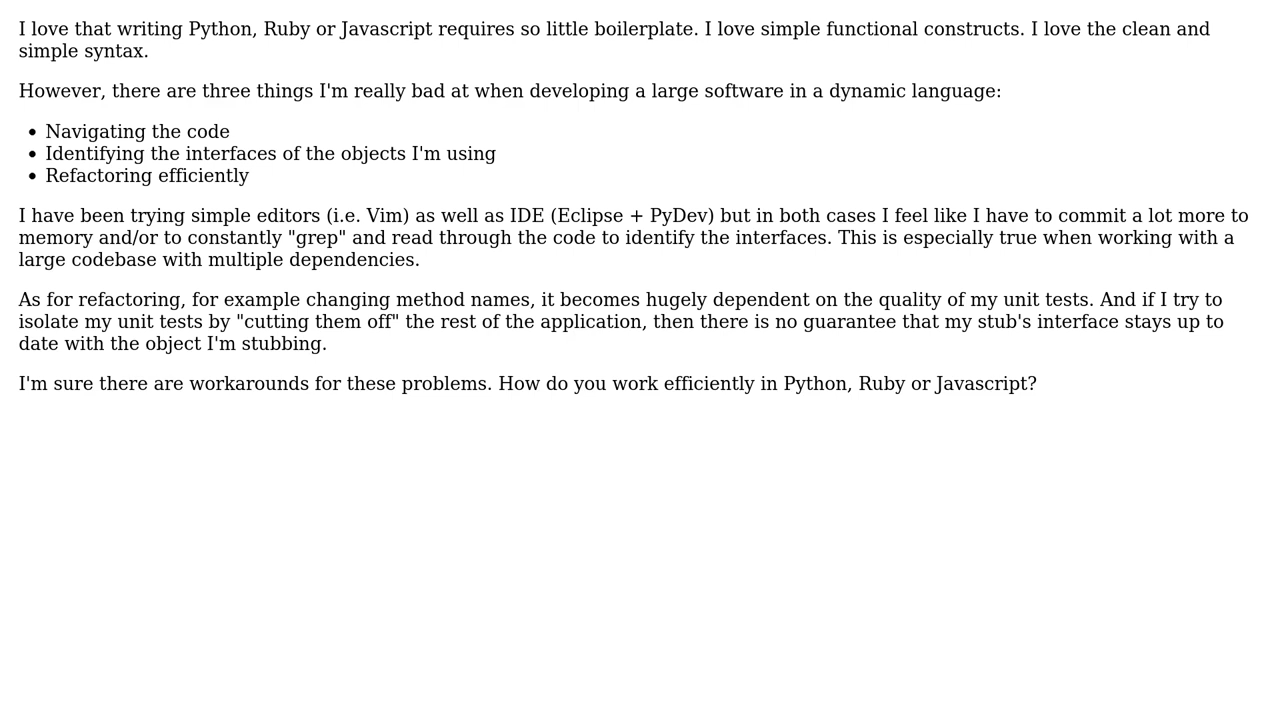 I love that writing Python, Ruby or Javascript requires so little boilerplate. I love simple functional constructs. I love the clean and
simple syntax.
However, there are three things I'm really bad at when developing a large software in a dynamic language:
• Navigating the code
• Identifying the interfaces of the objects I'm using
• Refactoring efficiently
I have been trying simple editors (i.e. Vim) as well as IDE (Eclipse + PyDev) but in both cases I feel like I have to commit a lot more to
memory and/or to constantly "grep" and read through the code to identify the interfaces. This is especially true when working with a
large codebase with multiple dependencies.
As for refactoring, for example changing method names, it becomes hugely dependent on the quality of my unit tests. And if I try to
isolate my unit tests by "cutting them off" the rest of the application, then there is no guarantee that my stub's interface stays up to
date with the object I'm stubbing.
I'm sure there are workarounds for these problems. How do you work efficiently in Python, Ruby or Javascript?